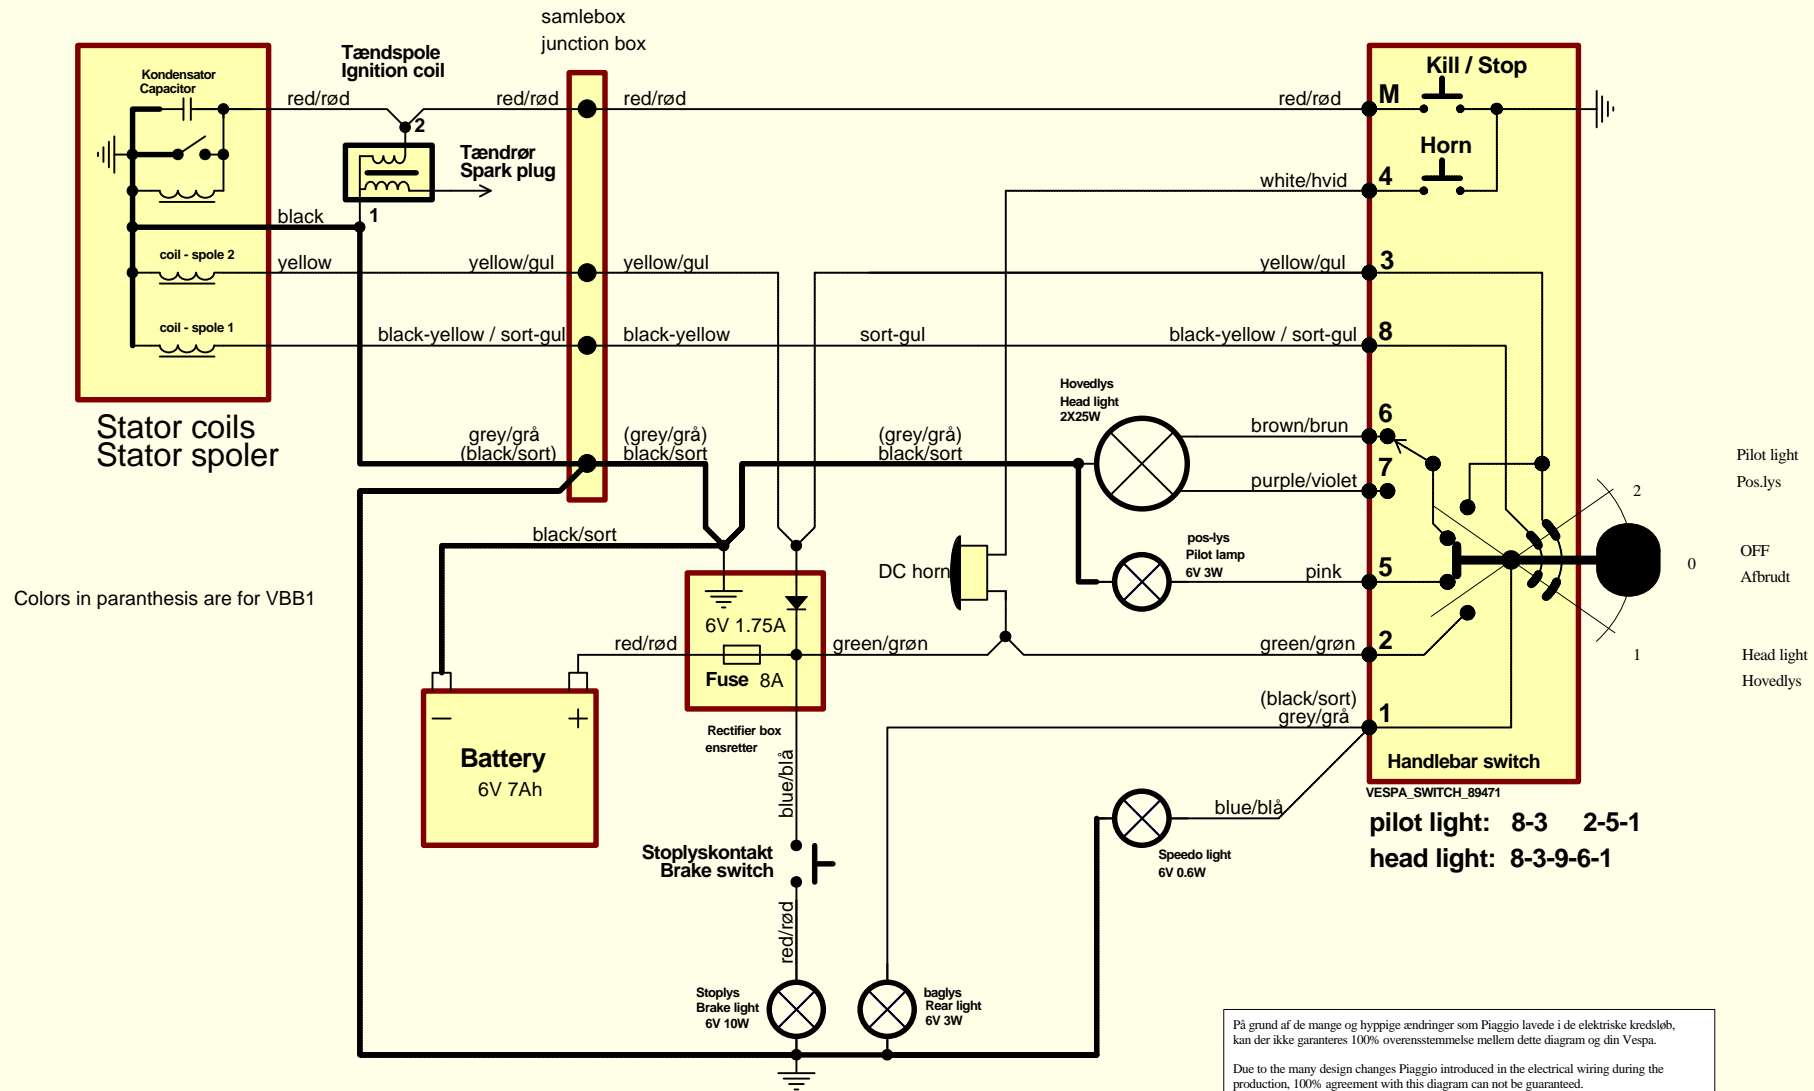 samlebox
junction box
Tændspole
Ignition coil
Kondensator
Capacitor
red/rød
red/rød
red/rød
red/rød
Kill / Stop
M
2
Tændrør
Spark plug
Horn
white/hvid
4
black
1
coil - spole 2
yellow
yellow/gul
yellow/gul
yellow/gul
3
coil - spole 1
black-yellow / sort-gul
black-yellow
sort-gul
black-yellow / sort-gul
8
Stator coils
Stator spoler
Hovedlys
Head light
2X25W
brown/brun
6
grey/grå
(black/sort)
(grey/grå)
black/sort
(grey/grå)
black/sort
7
purple/violet
Pilot light
Pos.lys
2
black/sort
pos-lys
Pilot lamp
6V 3W
DC horn
pink
5
OFF
Afbrudt
0
Colors in paranthesis are for VBB1
6V 1.75A
red/rød
green/grøn
green/grøn
2
1
Head light
Hovedlys
Fuse 8A
Rectifier box
ensretter
(black/sort)
grey/grå
1
Battery
6V 7Ah
blue/blå
Handlebar switch
VESPA_SWITCH_89471
blue/blå
pilot light: 8-3 2-5-1
head light: 8-3-9-6-1
Speedo light
6V 0.6W
Stoplyskontakt
Brake switch
red/rød
Stoplys
Brake light
6V 10W
baglys
Rear light
6V 3W
På grund af de mange og hyppige ændringer som Piaggio lavede i de elektriske kredsløb,
kan der ikke garanteres 100% overensstemmelse mellem dette diagram og din Vespa.
Due to the many design changes Piaggio introduced in the electrical wiring during the
production, 100% agreement with this diagram can not be guaranteed.